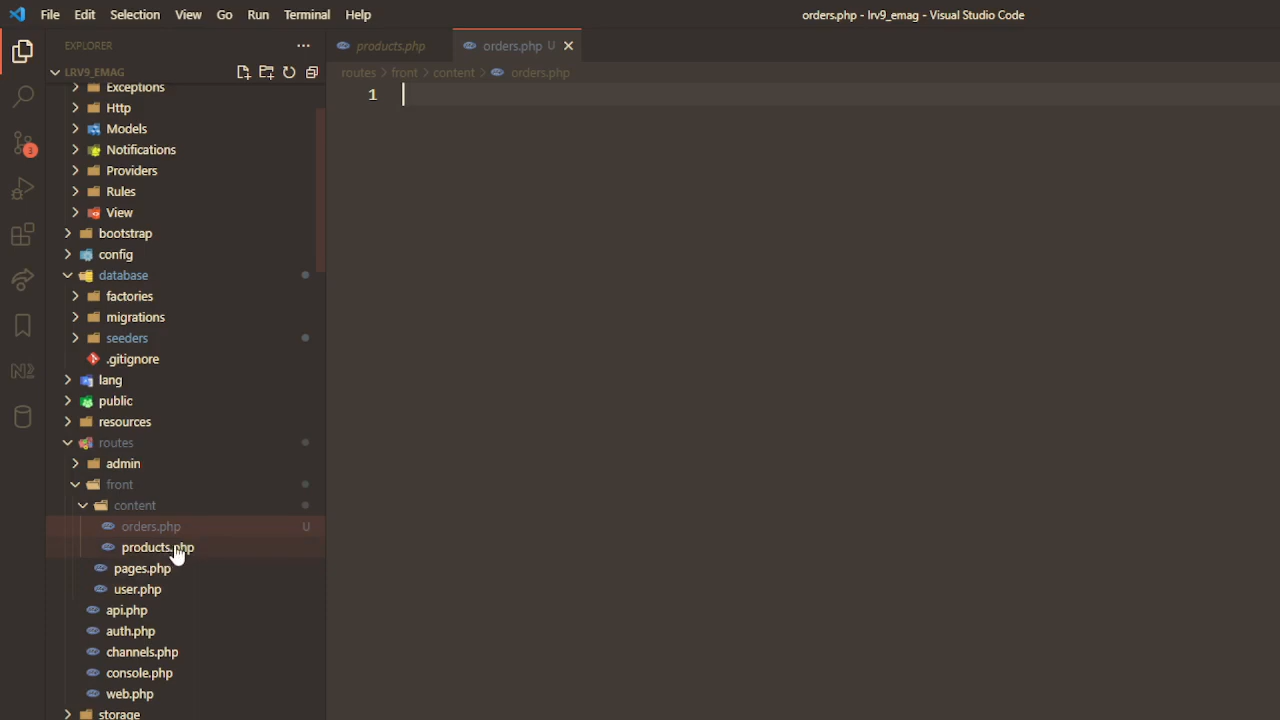 File Edit Selection View Go Run Terminal Help
orders.php - lrv9_emag - Visual Studio Code
EXPLORER
products.php
orders.php U
LRV9_EMAG
routes > front > content > orders.php
1
Exceptions
Http
Models
Notifications
Providers
Rules
View
bootstrap
config
database
factories
migrations
seeders
.gitignore
lang
public
resources
routes
admin
front
content
orders.php U
products.php
pages.php
user.php
api.php
auth.php
channels.php
console.php
web.php
storage
3
N2